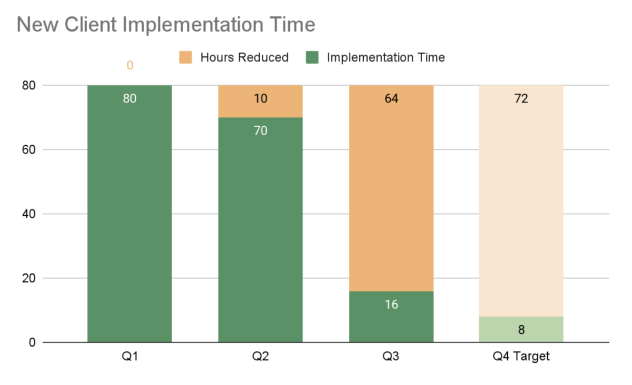 New Client Implementation Time
Hours Reduced Implementation Time
0
80 80 10 64 72
70
60
40
20
16
8
0
Q1 Q2 Q3 Q4 Target